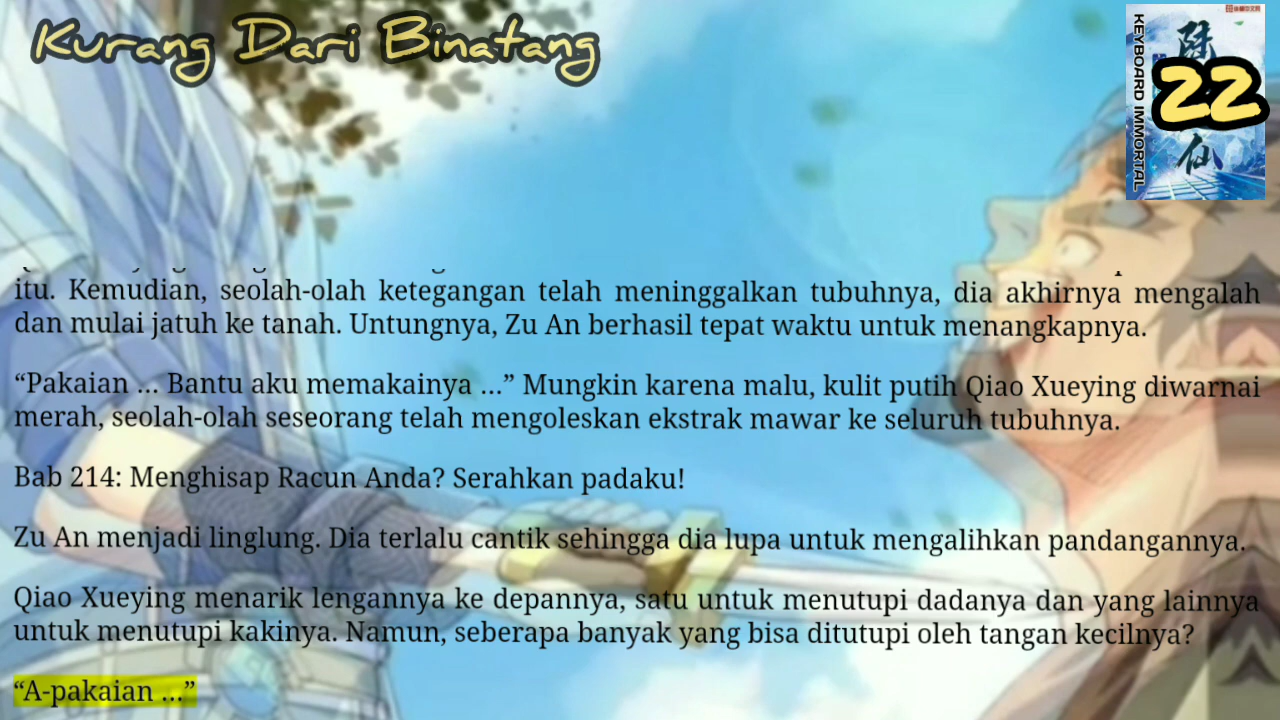 Kurang Dari Binatang
22
KEYBOARD IMMORTAL
仙
itu. Kemudian, seolah-olah ketegangan telah meninggalkan tubuhnya, dia akhirnya mengalah
dan mulai jatuh ke tanah. Untungnya, Zu An berhasil tepat waktu untuk menangkapnya.
“Pakaian ... Bantu aku memakainya ...” Mungkin karena malu, kulit putih Qiao Xueying diwarnai
merah, seolah-olah seseorang telah mengoleskan ekstrak mawar ke seluruh tubuhnya.
Bab 214: Menghisap Racun Anda? Serahkan padaku!
Zu An menjadi linglung. Dia terlalu cantik sehingga dia lupa untuk mengalihkan pandangannya.
Qiao Xueying menarik lengannya ke depannya, satu untuk menutupi dadanya dan yang lainnya
untuk menutupi kakinya. Namun, seberapa banyak yang bisa ditutupi oleh tangan kecilnya?
“A-pakaian ...”